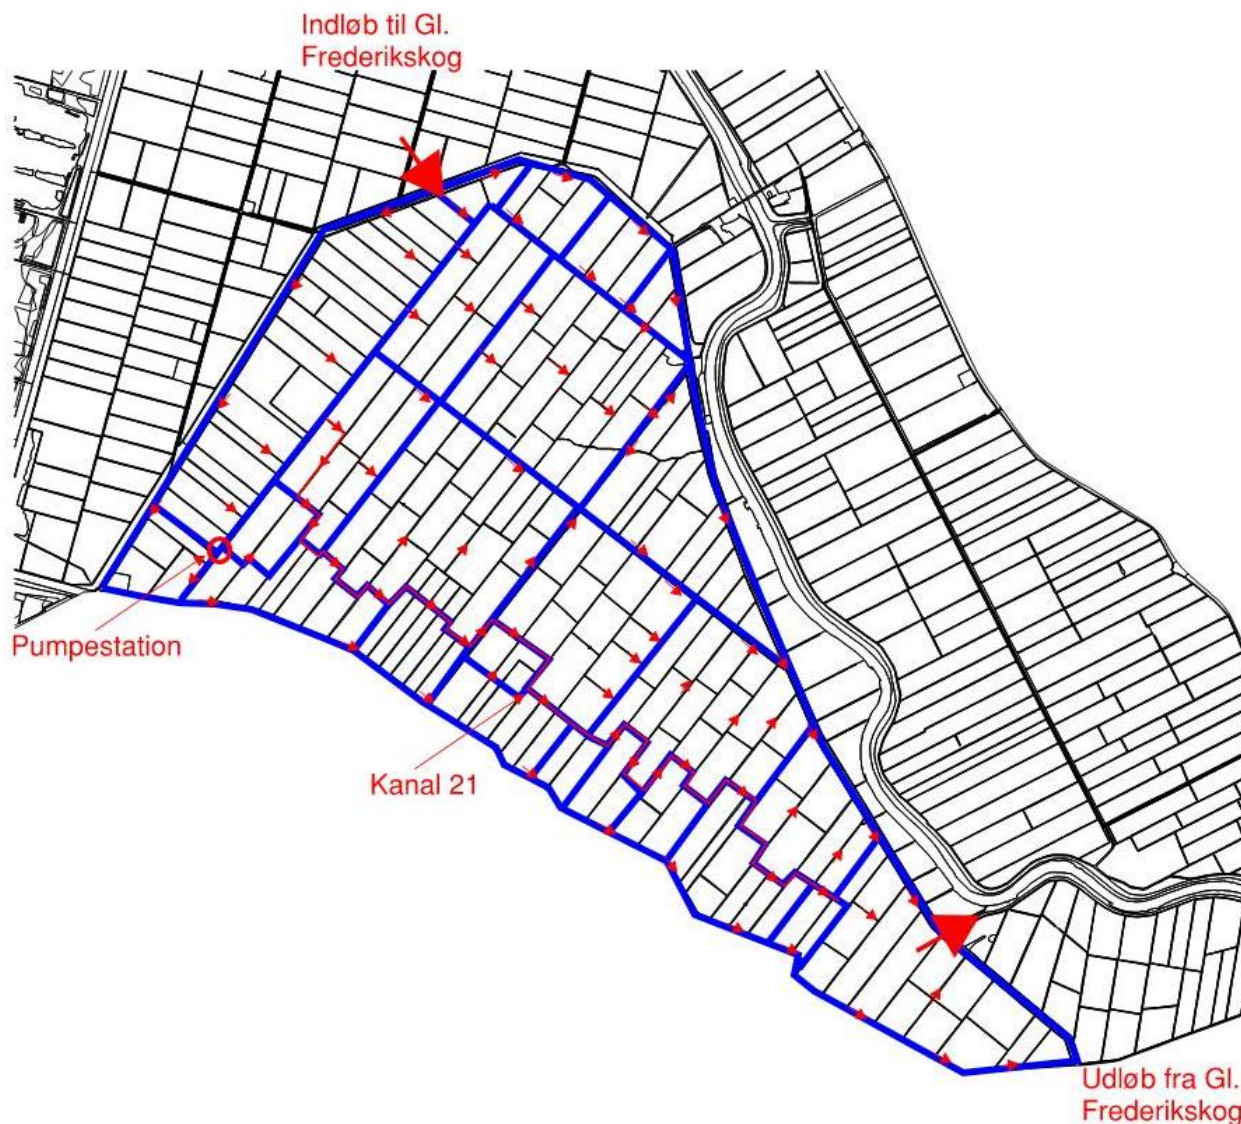 Indløb til Gl.
Frederikskog
Pumpestation
Kanal 21
Udløb fra Gl.
Frederikskog